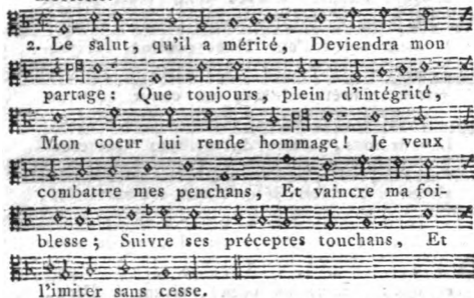 2. Le salut, qu'il a mérité, Deviendra mon
partage: Que toujours, plein d'intégrité,
Mon coeur lui rende hommage! Je veux
combattre mes penchans, Et vaincre ma foi-
blesse; Suivre ses préceptes touchans, Et
l'imiter sans cesse.